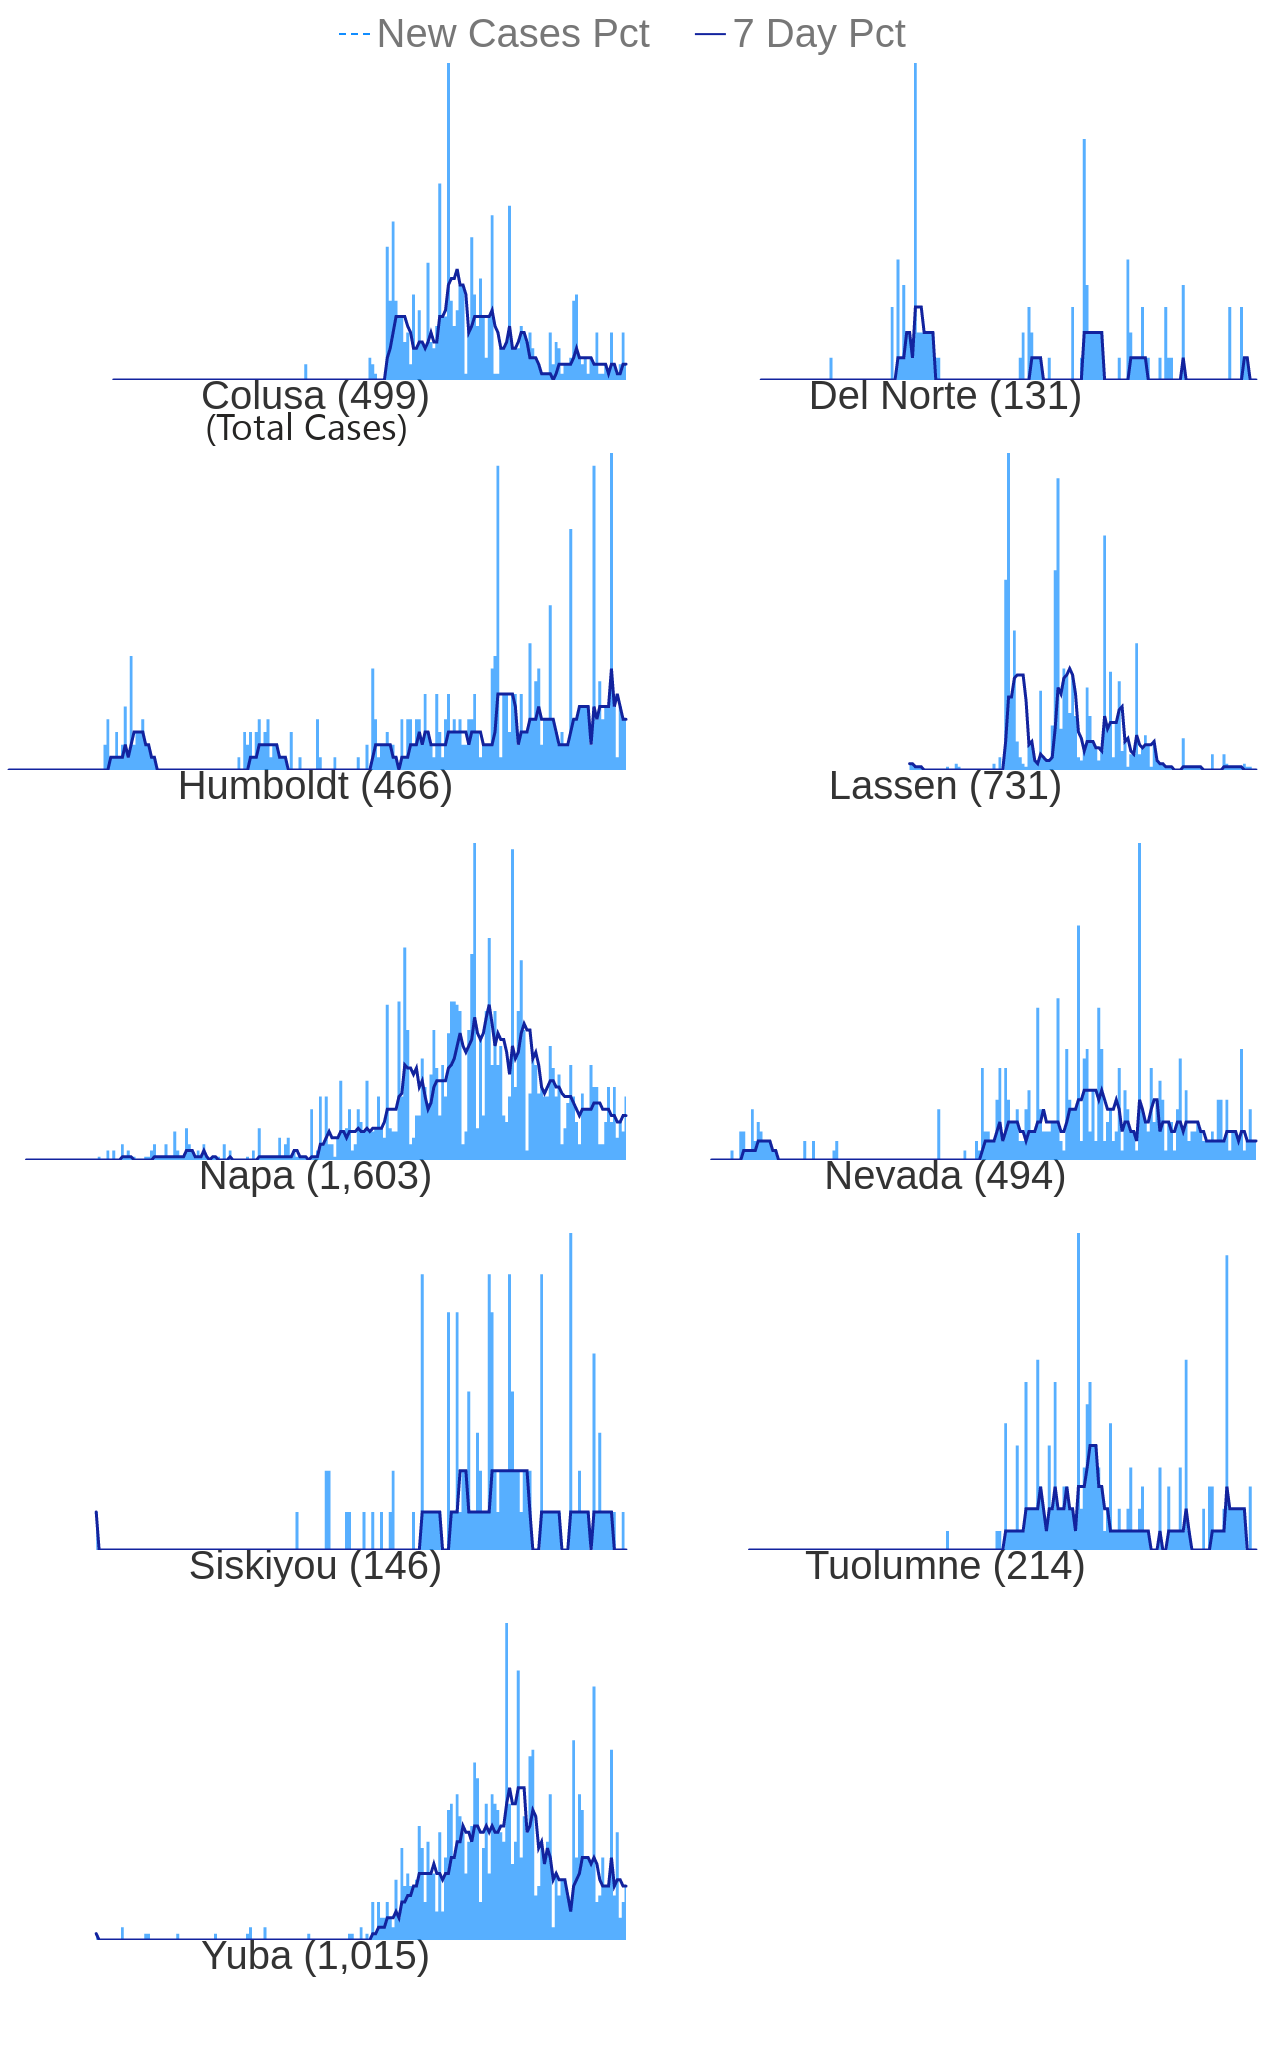 New Cases Pct 7 Day Pct
Colusa (499) Del Norte (131)
(Total Cases)
Humboldt (466) Lassen (731)
Napa (1,603) Nevada (494)
Siskiyou (146) Tuolumne (214)
Yuba (1,015)